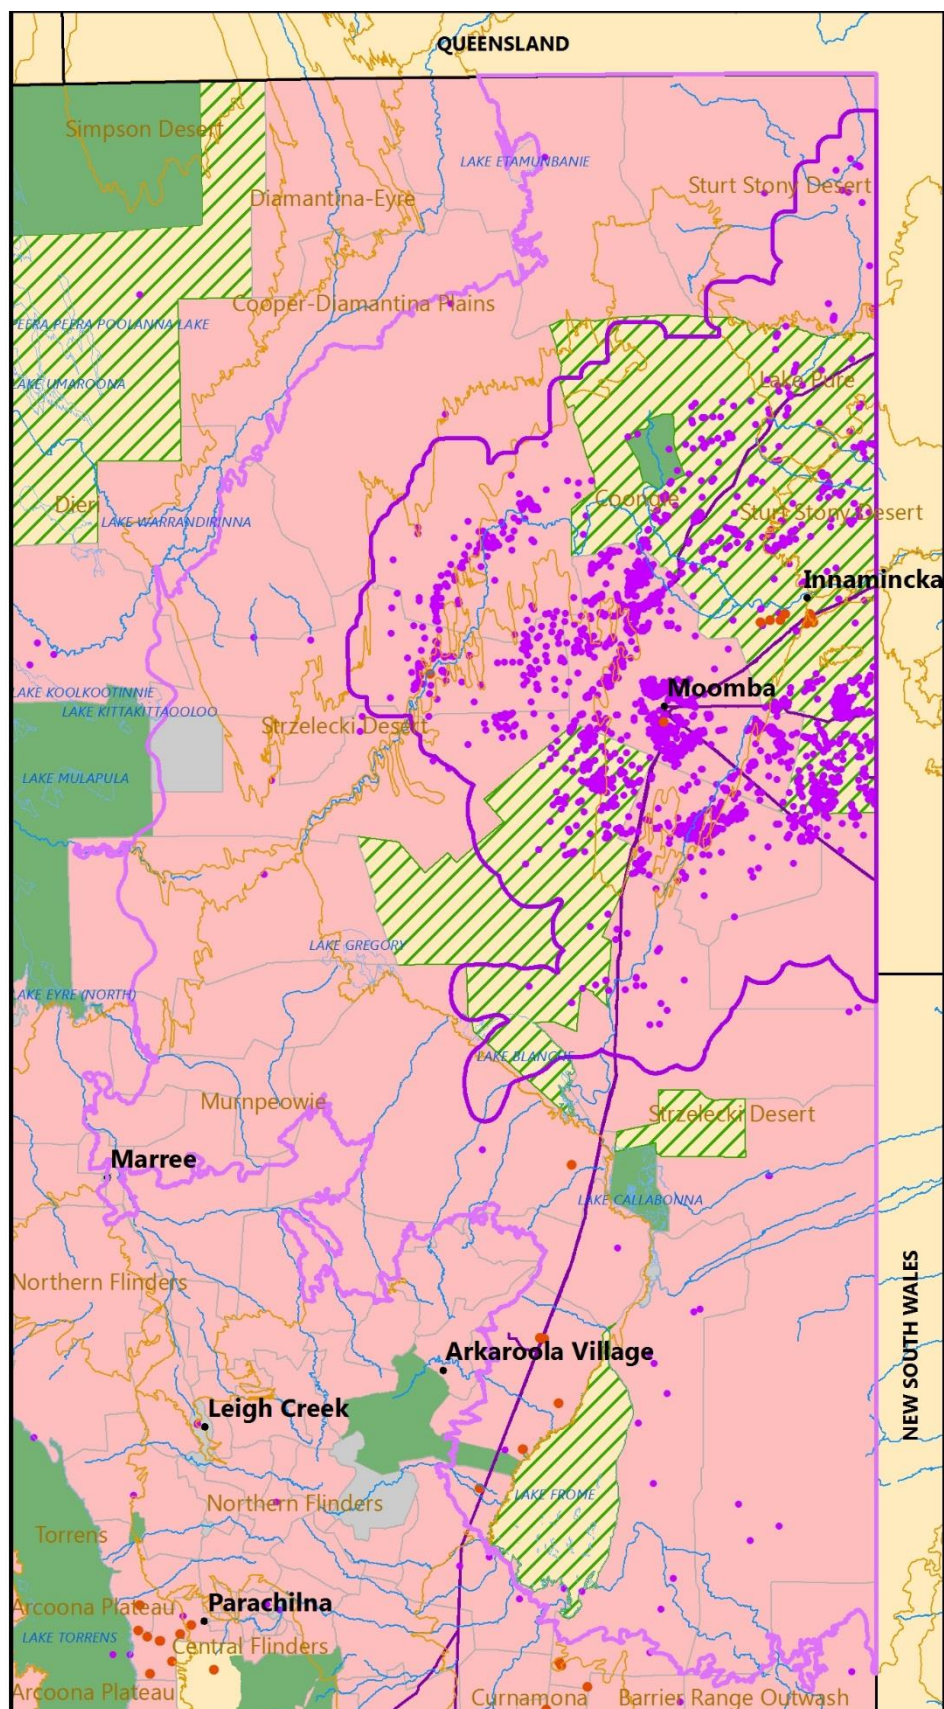 QUEENSLAND
Simpson Desert
LAKE ETAMUNBANIE
Sturt Stony Desert
Diamantina-Eyre
Cooper-Diamantina Plains
PEERA PEERA POOLANNA LAKE
LAKE UMAROONA
Lake Pure
Dieri
Coongie
LAKE WARRANDIRINNA
Sturt Stony Desert
Innamincka
LAKE KOOLKOOTINNIE
Moomba
LAKE KITTAKITTAOOLOO
Strzelecki Desert
LAKE MULAPULA
LAKE GREGORY
LAKE EYRE (NORTH)
LAKE BLANCHE
Murnpeowie
Strzelecki Desert
Marree
LAKE CALLABONNA
Northern Flinders
NEW SOUTH WALES
Arkaroola Village
Leigh Creek
LAKE FROME
Northern Flinders
Torrens
Arcoona Plateau
Parachilna
LAKE TORRENS
Central Flinders
Arcoona Plateau
Curnamona
Barrier Range Outwash